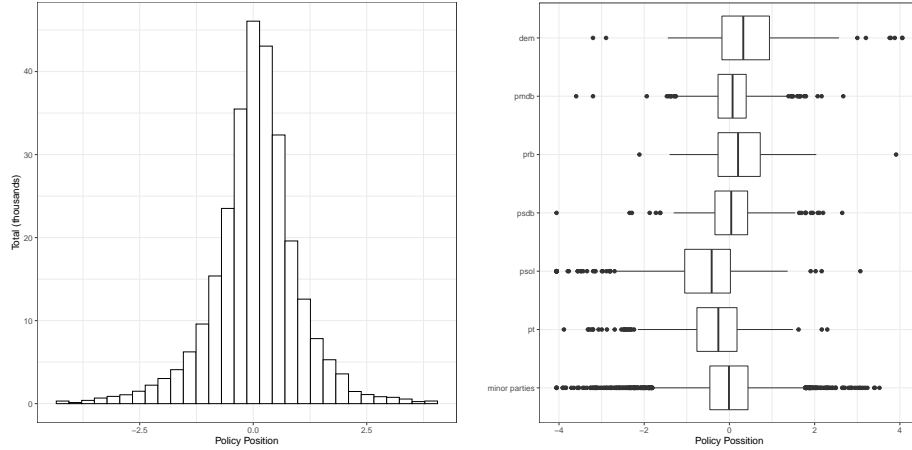 40
30
20
10
0
Total (thousands)
−2.5 0.0 2.5
Policy Position
dem
pmdb
prb
psdb
psol
pt
minor parties
−4 −2 0 2 4
Policy Possition